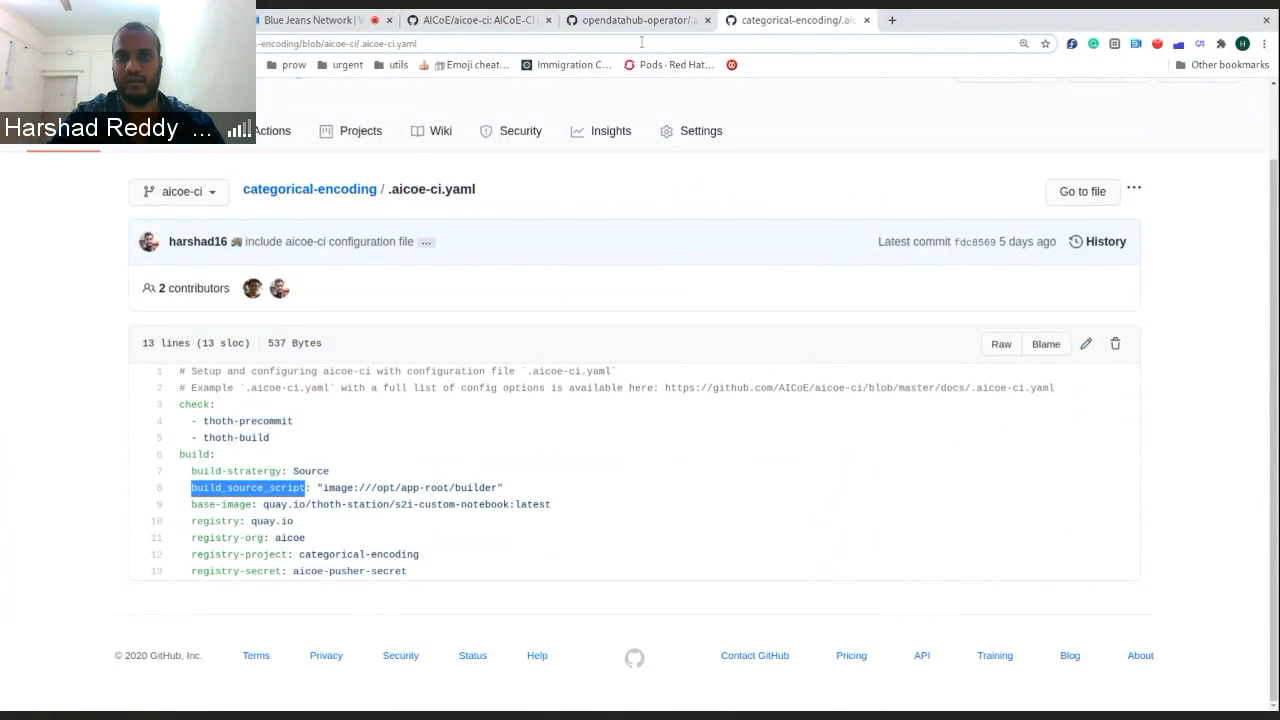 Blue Jeans Network | V
AICoE/aicoe-ci: AICoE-CI
opendatahub-operator/.a
categorical-encoding/.aic
-encoding/blob/aicoe-ci/.aicoe-ci.yaml
prow
urgent
utils
Emoji cheat...
Immigration C...
Pods · Red Hat...
Other bookmarks
Harshad Reddy ...
Actions
Projects
Wiki
Security
Insights
Settings
aicoe-ci
categorical-encoding / .aicoe-ci.yaml
Go to file
...
harshad16 include aicoe-ci configuration file ...
Latest commit fdc8569 5 days ago
History
2 contributors
13 lines (13 sloc) 537 Bytes
Raw
Blame
1 # Setup and configuring aicoe-ci with configuration file `.aicoe-ci.yaml`
2 # Example `.aicoe-ci.yaml` with a full list of config options is available here: https://github.com/AICoE/aicoe-ci/blob/master/docs/.aicoe-ci.yaml
3 check:
4 - thoth-precommit
5 - thoth-build
6 build:
7 build-stratergy: Source
8 build_source_script: "image:///opt/app-root/builder"
9 base-image: quay.io/thoth-station/s2i-custom-notebook:latest
10 registry: quay.io
11 registry-org: aicoe
12 registry-project: categorical-encoding
13 registry-secret: aicoe-pusher-secret
© 2020 GitHub, Inc.
Terms
Privacy
Security
Status
Help
Contact GitHub
Pricing
API
Training
Blog
About